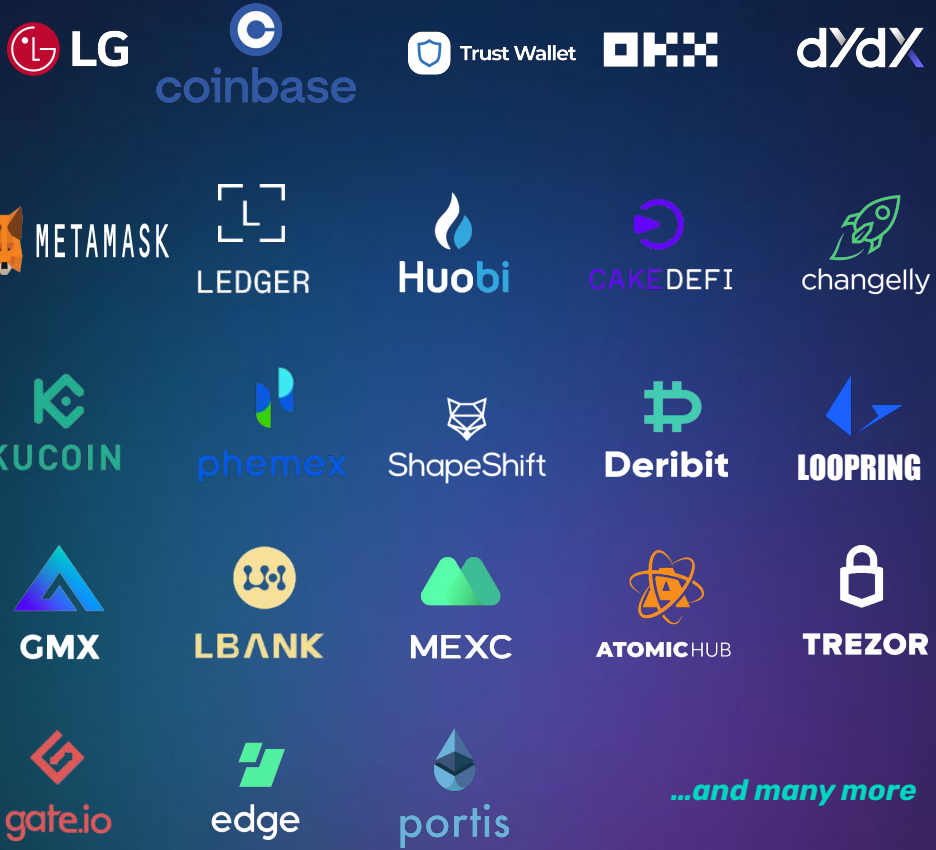 LG
coinbase
Trust Wallet
OKX
dYdX
METAMASK
L
LEDGER
Huobi
CAKEDEFI
changelly
KUCOIN
phemex
ShapeShift
Deribit
LOOPRING
GMX
LBANK
MEXC
ATOMICHUB
TREZOR
gate.io
edge
portis
...and many more